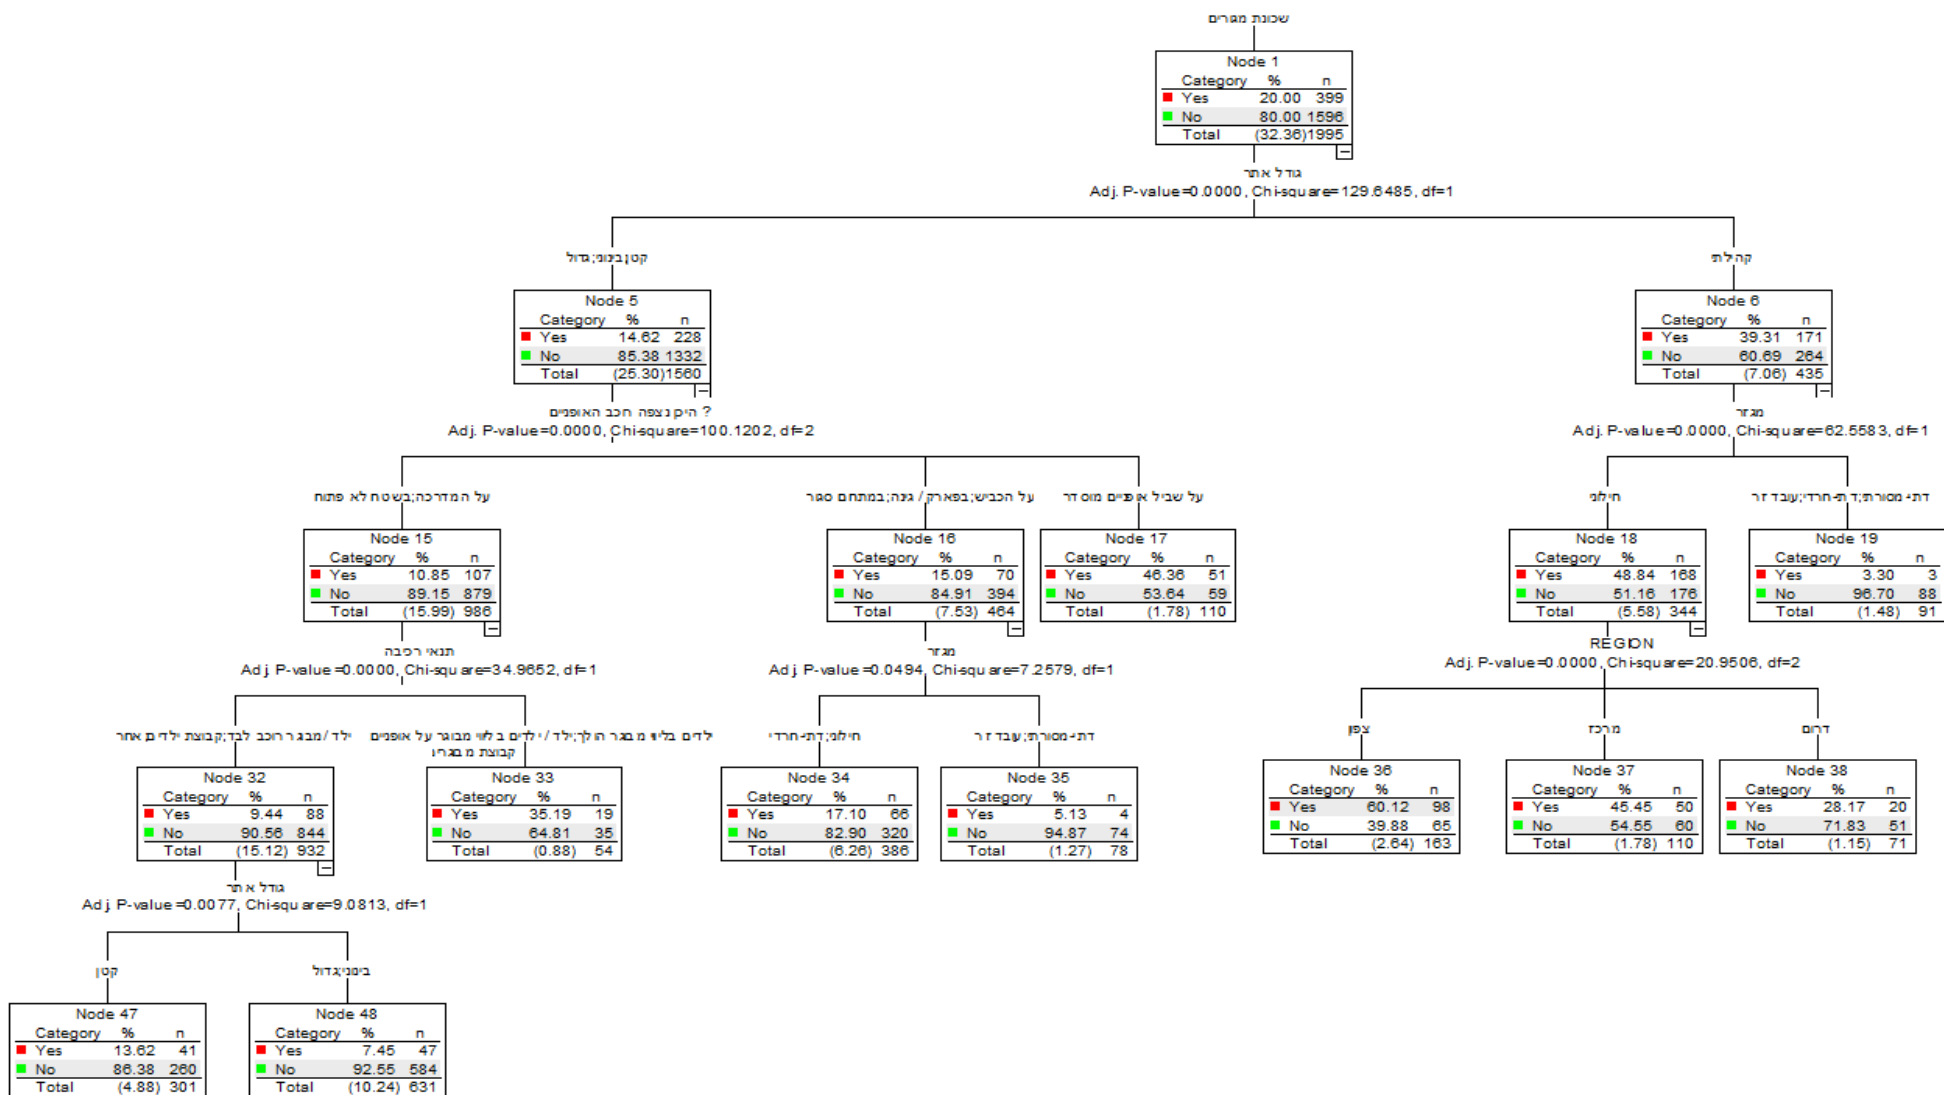 שכונת מגורים
Node 1
Category % n
Yes 20.00 399
No 80.00 1596
Total (32.36) 1995
גודל אתר
Adj. P-value=0.0000, Chi-square=129.6485, df=1
קטן;בינוני;גדול
קהילתי
Node 5
Category % n
Yes 14.62 228
No 85.38 1332
Total (25.30) 1560
Node 6
Category % n
Yes 39.31 171
No 60.69 264
Total (7.06) 435
היכן נצפה רוכב האופניים ?
Adj. P-value=0.0000, Chi-square=100.1202, df=2
מגזר
Adj. P-value=0.0000, Chi-square=62.5583, df=1
על המדרכה;בשטח לא פתוח
על הכביש;בפארק / גינה;במתחם סגור
על שביל אופניים מוסדר
חילוני
דתי-מסורתי;דתי-חרדי;עובד זר
Node 15
Category % n
Yes 10.85 107
No 89.15 879
Total (15.99) 986
Node 16
Category % n
Yes 15.09 70
No 84.91 394
Total (7.53) 464
Node 17
Category % n
Yes 46.36 51
No 53.64 59
Total (1.78) 110
Node 18
Category % n
Yes 48.84 168
No 51.16 176
Total (5.58) 344
Node 19
Category % n
Yes 3.30 3
No 96.70 88
Total (1.48) 91
תנאי רכיבה
Adj. P-value=0.0000, Chi-square=34.9652, df=1
מגזר
Adj. P-value=0.0494, Chi-square=7.2579, df=1
REGION
Adj. P-value=0.0000, Chi-square=20.9506, df=2
ילד / מבוגר רוכב לבד;קבוצת ילדים;אחר
ילדים בליווי מבוגר הולך;ילד / ילדים בליווי מבוגר על אופניים
קבוצת מבוגרים
חילוני;דתי-חרדי
דתי-מסורתי;עובד זר
צפון
מרכז
דרום
Node 32
Category % n
Yes 9.44 88
No 90.56 844
Total (15.12) 932
Node 33
Category % n
Yes 35.19 19
No 64.81 35
Total (0.88) 54
Node 34
Category % n
Yes 17.10 66
No 82.90 320
Total (6.26) 386
Node 35
Category % n
Yes 5.13 4
No 94.87 74
Total (1.27) 78
Node 36
Category % n
Yes 60.12 98
No 39.88 65
Total (2.64) 163
Node 37
Category % n
Yes 45.45 50
No 54.55 60
Total (1.78) 110
Node 38
Category % n
Yes 28.17 20
No 71.83 51
Total (1.15) 71
גודל אתר
Adj. P-value=0.0077, Chi-square=9.0813, df=1
קטן
בינוני;גדול
Node 47
Category % n
Yes 13.62 41
No 86.38 260
Total (4.88) 301
Node 48
Category % n
Yes 7.45 47
No 92.55 584
Total (10.24) 631